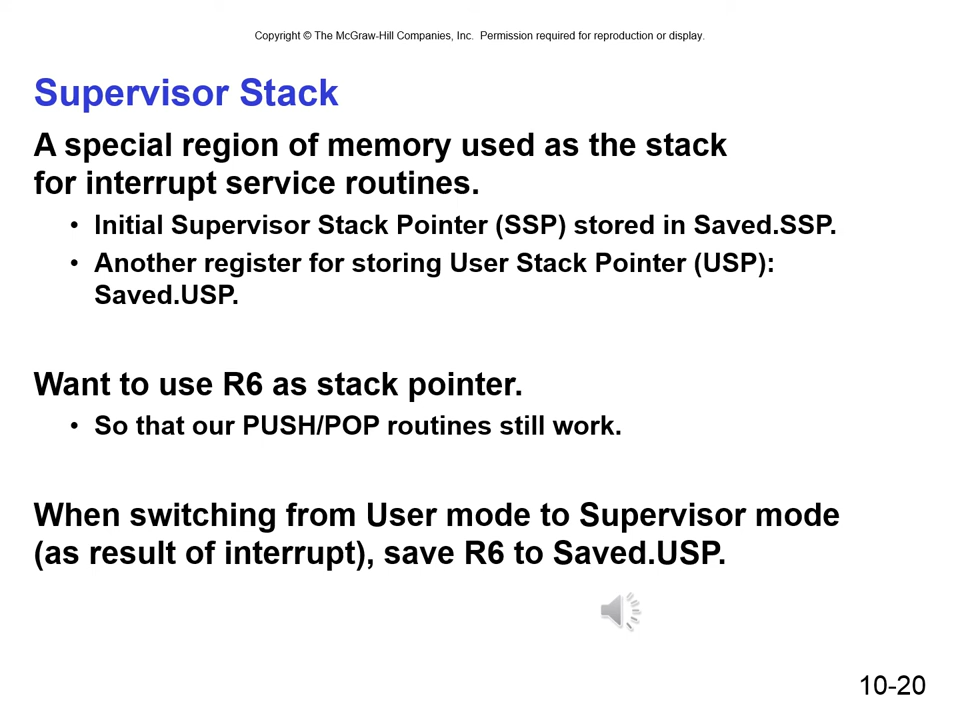 Copyright © The McGraw-Hill Companies, Inc.  Permission required for reproduction or display.
Supervisor Stack
A special region of memory used as the stack
for interrupt service routines.
• Initial Supervisor Stack Pointer (SSP) stored in Saved.SSP.
• Another register for storing User Stack Pointer (USP):
Saved.USP.
Want to use R6 as stack pointer.
• So that our PUSH/POP routines still work.
When switching from User mode to Supervisor mode
(as result of interrupt), save R6 to Saved.USP.
10-20